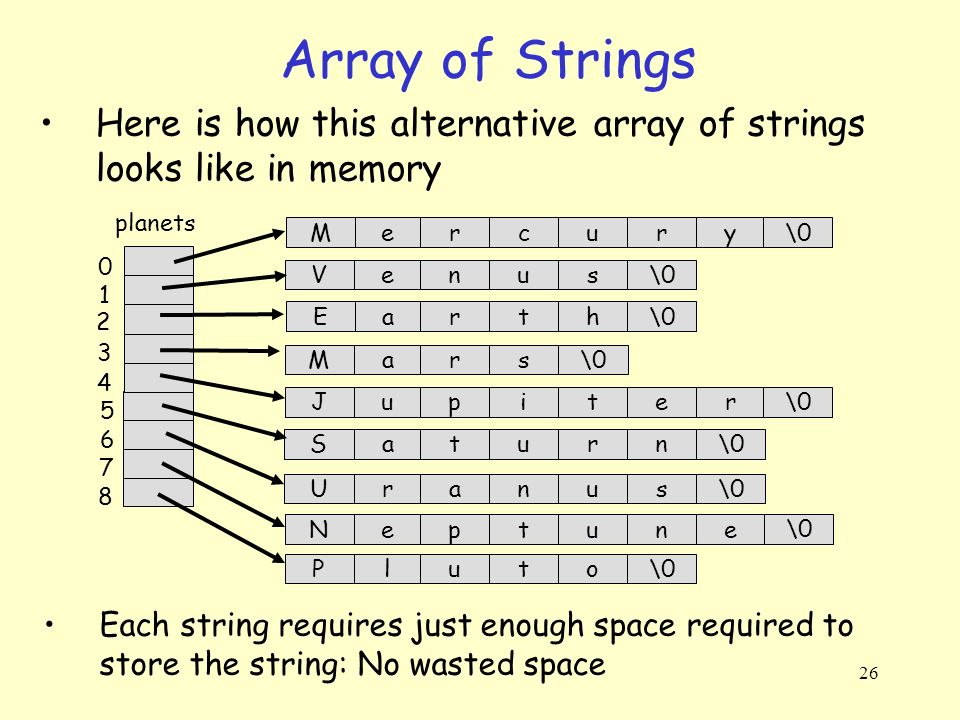 Array of Strings
• Here is how this alternative array of strings
looks like in memory
planets
0
1
2
3
4
5
6
7
8
M e r c u r y \0
V e n u s \0
E a r t h \0
M a r s \0
J u p i t e r \0
S a t u r n \0
U r a n u s \0
N e p t u n e \0
P l u t o \0
• Each string requires just enough space required to
store the string: No wasted space
26